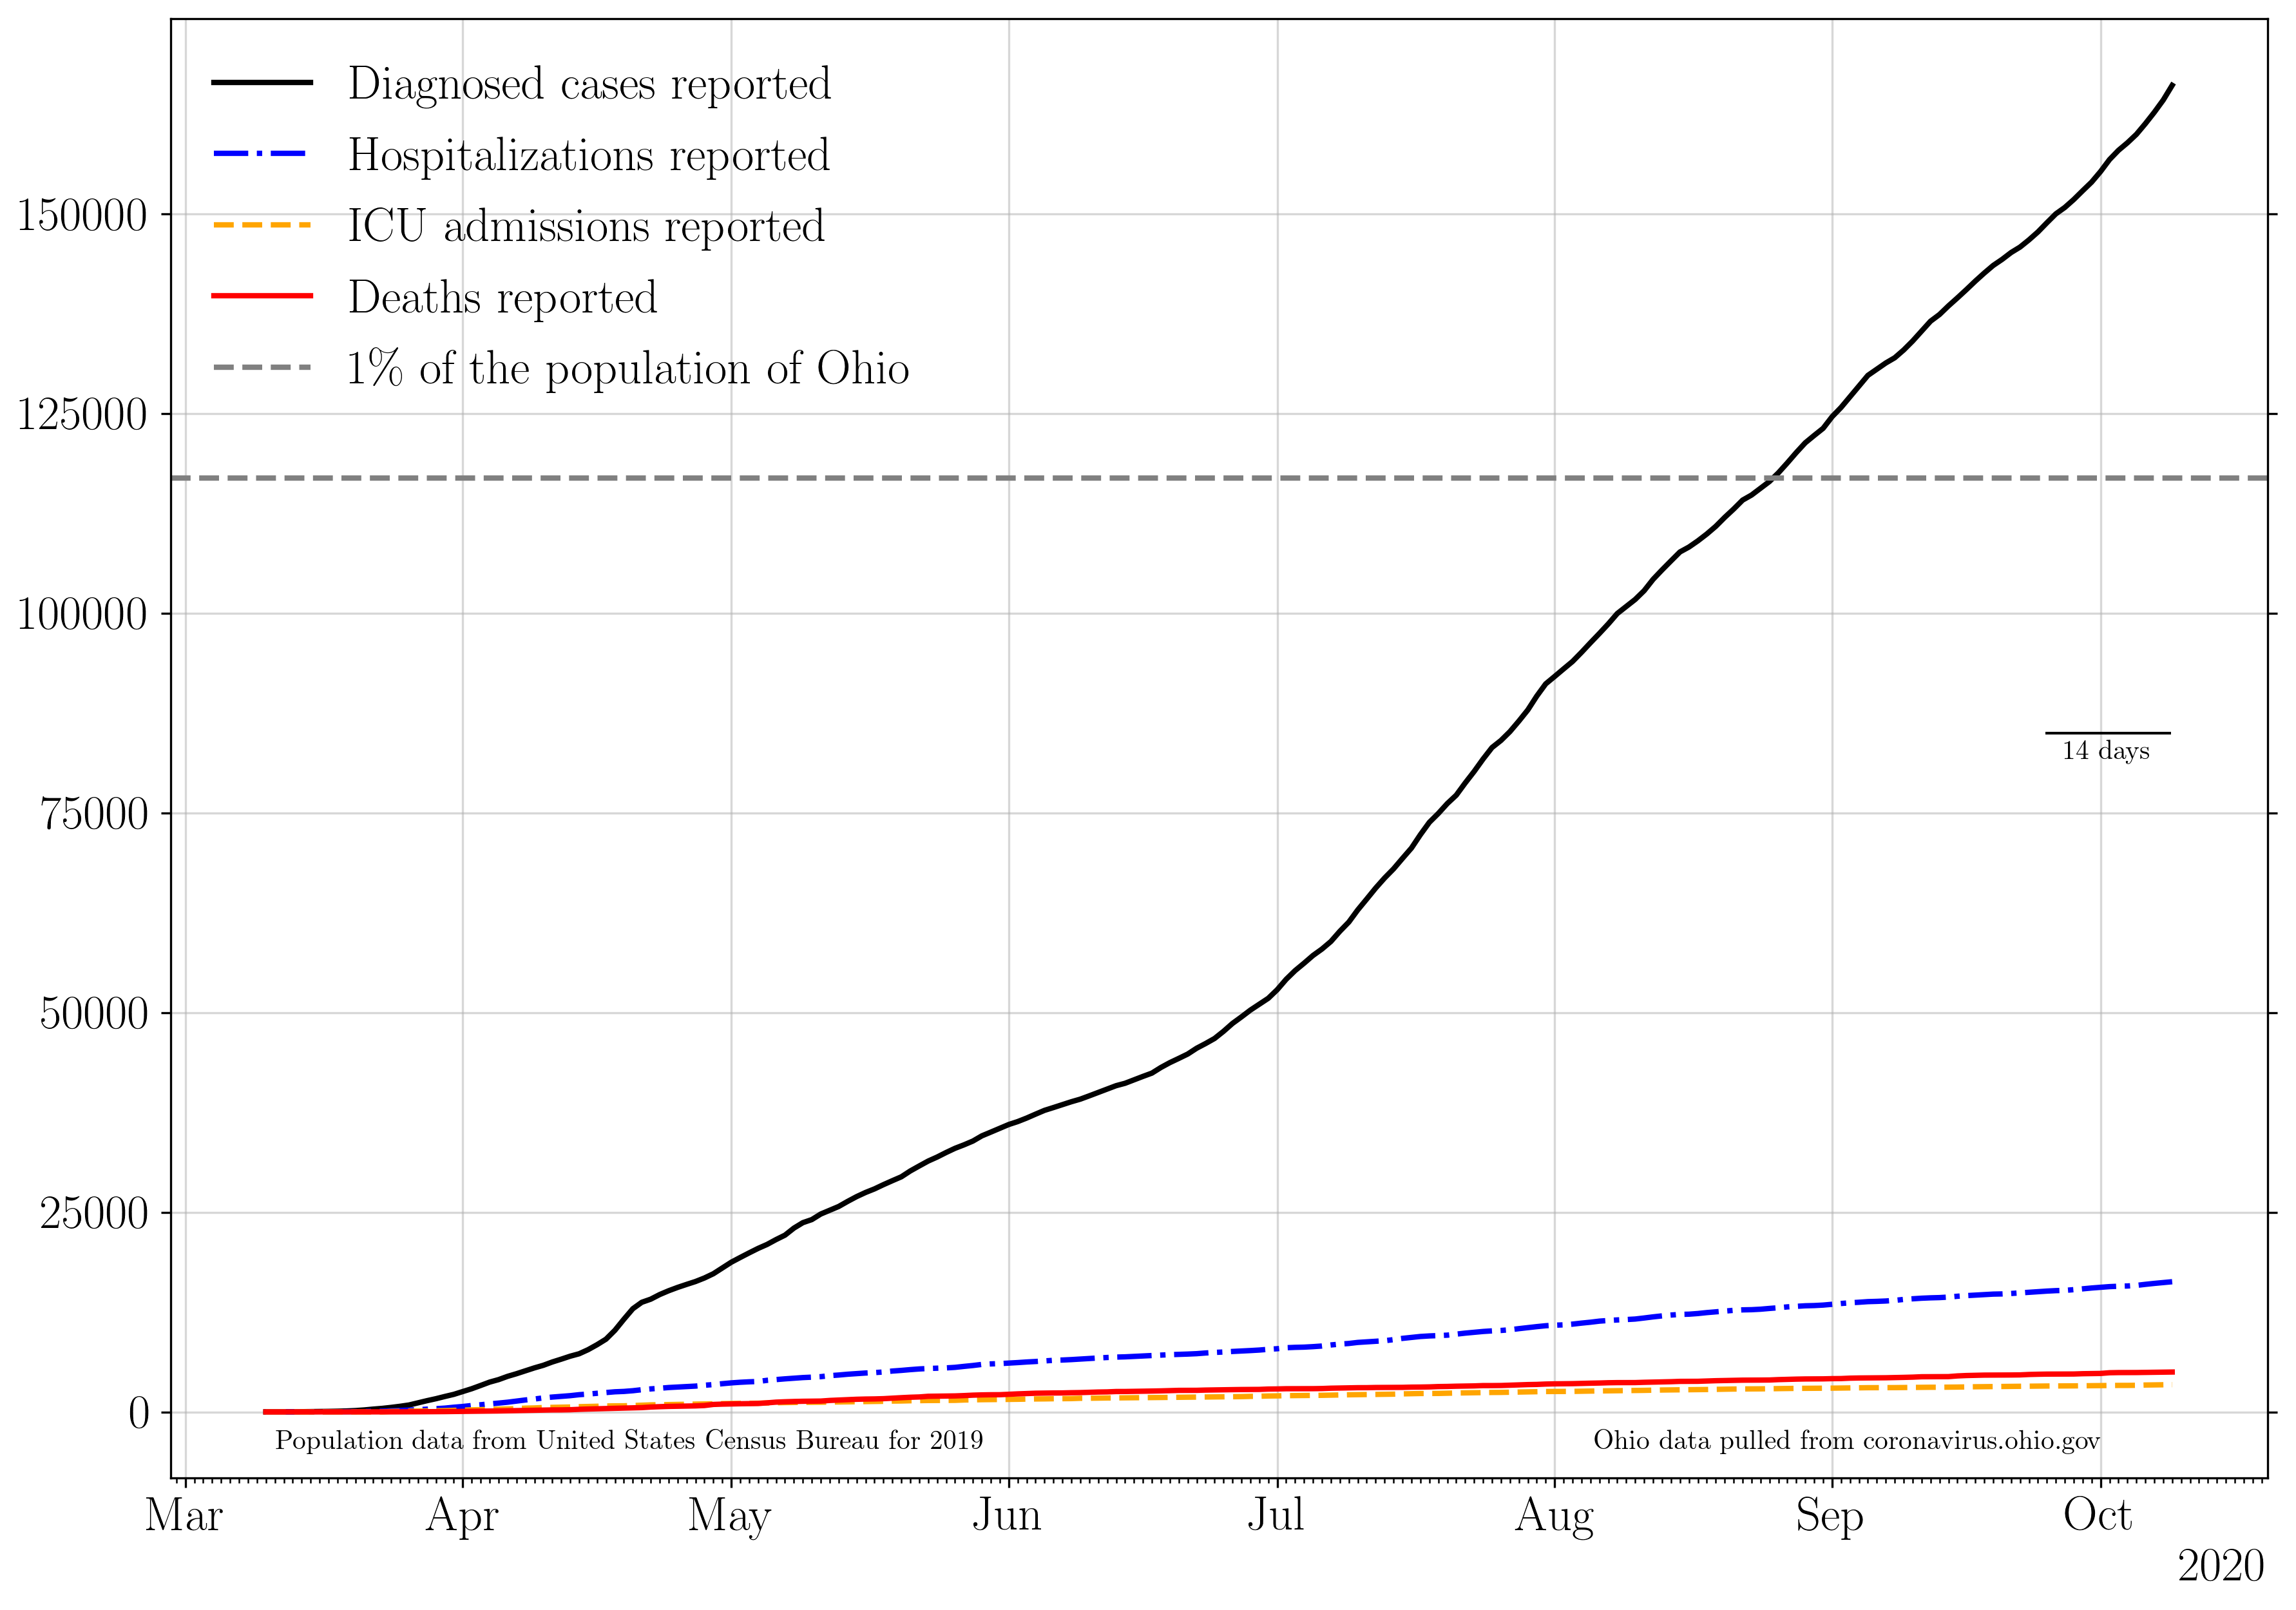 Diagnosed cases reported
Hospitalizations reported
ICU admissions reported
Deaths reported
1% of the population of Ohio
150000
125000
100000
75000
50000
25000
0
14 days
Population data from United States Census Bureau for 2019
Ohio data pulled from coronavirus.ohio.gov
Mar Apr May Jun Jul Aug Sep Oct
2020